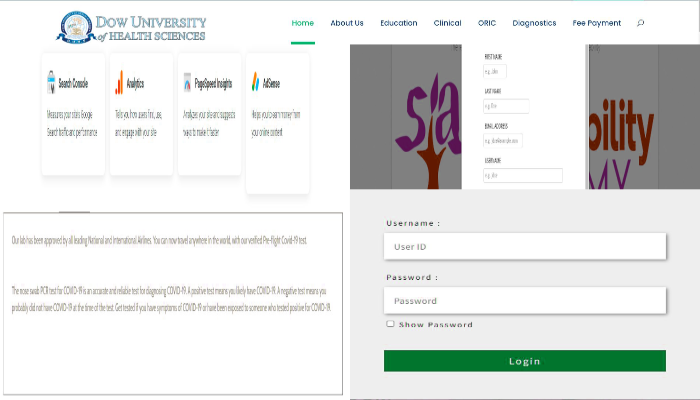 DOW UNIVERSITY
of HEALTH SCIENCES
Home About Us Education Clinical ORIC Diagnostics Fee Payment
Search Console
Measures your site's Google
Search traffic and performance
Analytics
Tells you how users find, use,
and engage with your site
PageSpeed Insights
Analyzes your site and suggests
ways to make it faster
AdSense
Helps you to earn money from
your online content
FIRST NAME
e.g. John
LAST NAME
e.g. Doe
EMAIL ADDRESS
USERNAME
bility
MY
Our lab has been approved by all leading National and International Airlines. You can now travel anywhere in the world, with our verified Pre-Flight Covid-19 test.
The nose swab PCR test for COVID-19 is an accurate and reliable test for diagnosing COVID-19. A positive test means you likely have COVID-19. A negative test means you
probably did not have COVID-19 at the time of the test. Get tested if you have symptoms of COVID-19 or have been exposed to someone who tested positive for COVID-19.
Username :
User ID
Password :
Password
Show Password
Login